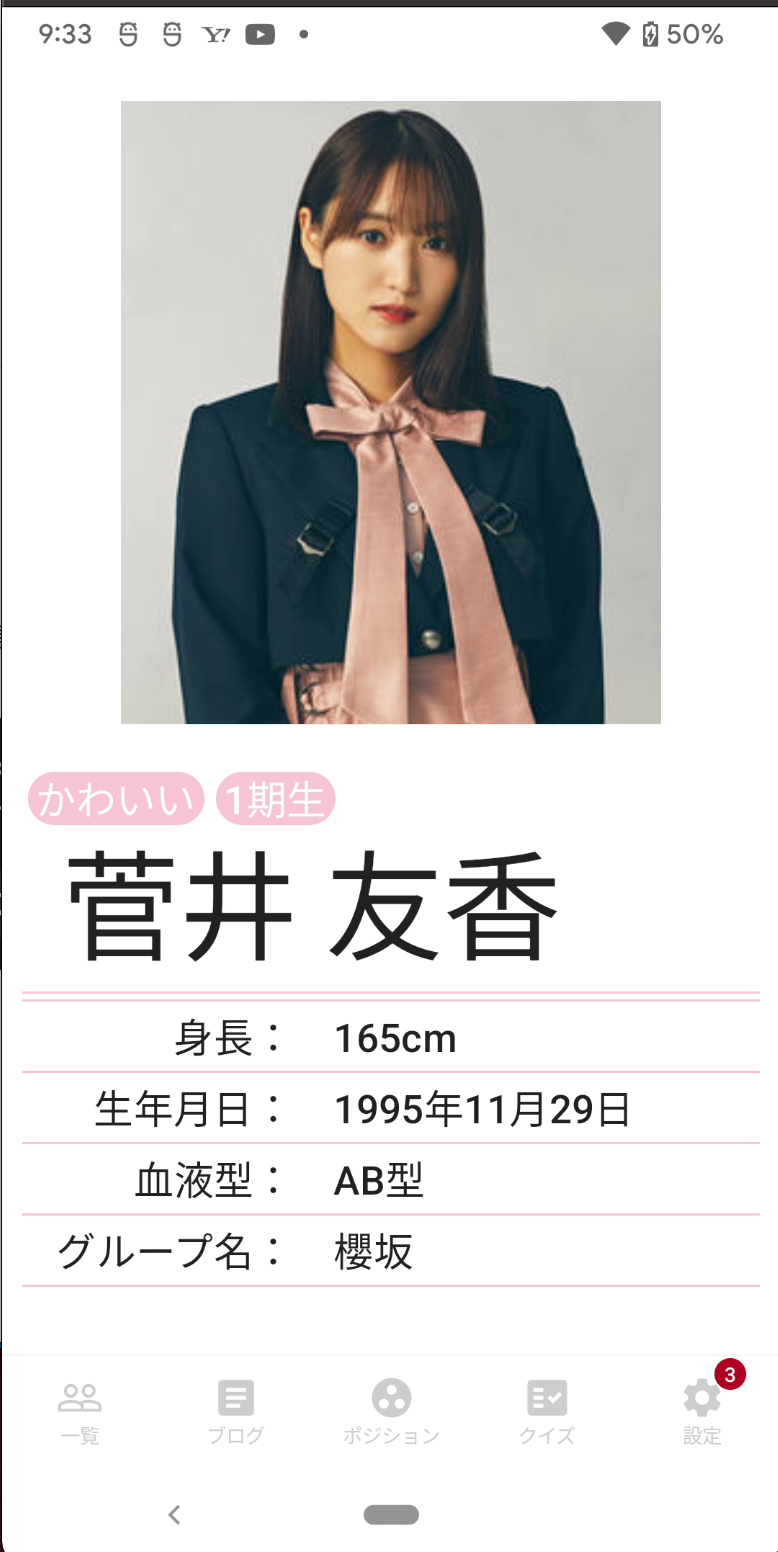 9:33 50%
かわいい 1期生
菅井 友香
身長： 165cm
生年月日： 1995年11月29日
血液型： AB型
グループ名： 櫻坂
3
一覧 ブログ ポジション クイズ 設定